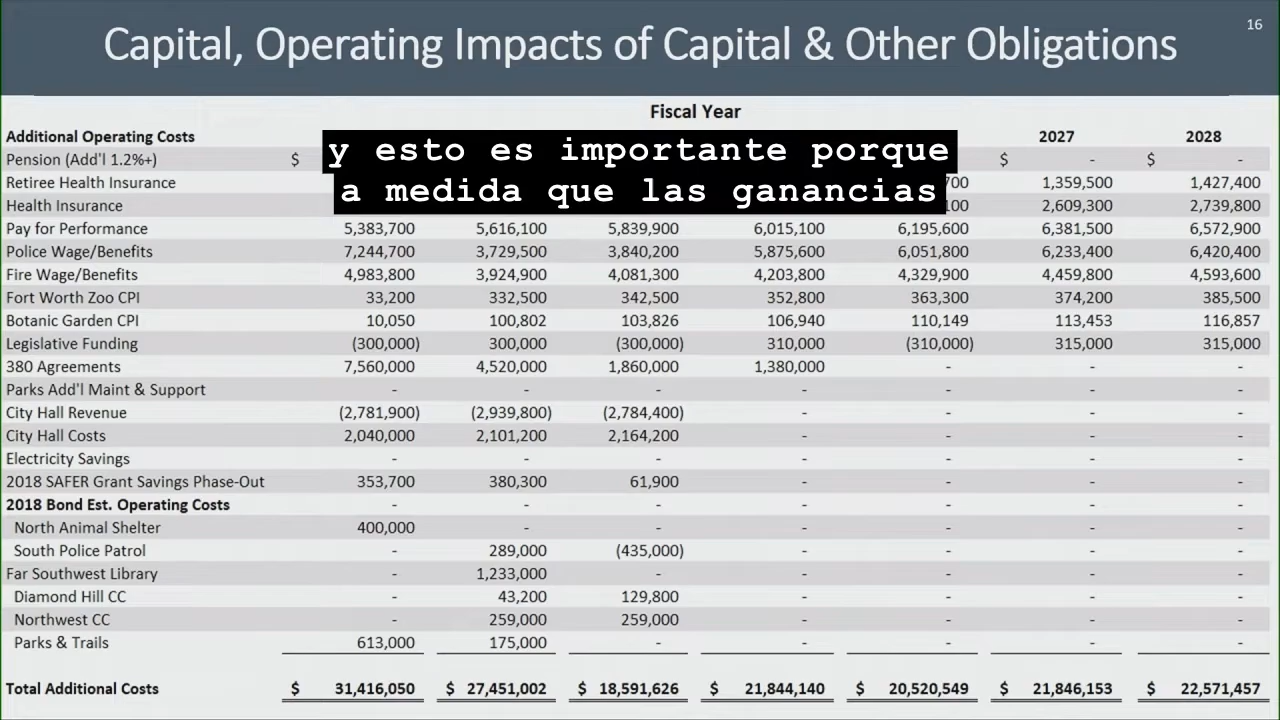 16
Capital, Operating Impacts of Capital & Other Obligations
Fiscal Year
Additional Operating Costs 2027 2028
Pension (Add'l 1.2%+) $ $ - $ -
Retiree Health Insurance 700 1,359,500 1,427,400
Health Insurance 100 2,609,300 2,739,800
y esto es importante porque
a medida que las ganancias
Pay for Performance 5,383,700 5,616,100 5,839,900 6,015,100 6,195,600 6,381,500 6,572,900
Police Wage/Benefits 7,244,700 3,729,500 3,840,200 5,875,600 6,051,800 6,233,400 6,420,400
Fire Wage/Benefits 4,983,800 3,924,900 4,081,300 4,203,800 4,329,900 4,459,800 4,593,600
Fort Worth Zoo CPI 33,200 332,500 342,500 352,800 363,300 374,200 385,500
Botanic Garden CPI 10,050 100,802 103,826 106,940 110,149 113,453 116,857
Legislative Funding (300,000) 300,000 (300,000) 310,000 (310,000) 315,000 315,000
380 Agreements 7,560,000 4,520,000 1,860,000 1,380,000 - - -
Parks Add'l Maint & Support - - - - - - -
City Hall Revenue (2,781,900) (2,939,800) (2,784,400) - - - -
City Hall Costs 2,040,000 2,101,200 2,164,200 - - - -
Electricity Savings - - - - - - -
2018 SAFER Grant Savings Phase-Out 353,700 380,300 61,900 - - - -
2018 Bond Est. Operating Costs - - - - - - -
North Animal Shelter 400,000 - - - - - -
South Police Patrol - 289,000 (435,000) - - - -
Far Southwest Library - 1,233,000 - - - - -
Diamond Hill CC - 43,200 129,800 - - - -
Northwest CC - 259,000 259,000 - - - -
Parks & Trails 613,000 175,000 - - - - -
Total Additional Costs $ 31,416,050 $ 27,451,002 $ 18,591,626 $ 21,844,140 $ 20,520,549 $ 21,846,153 $ 22,571,457